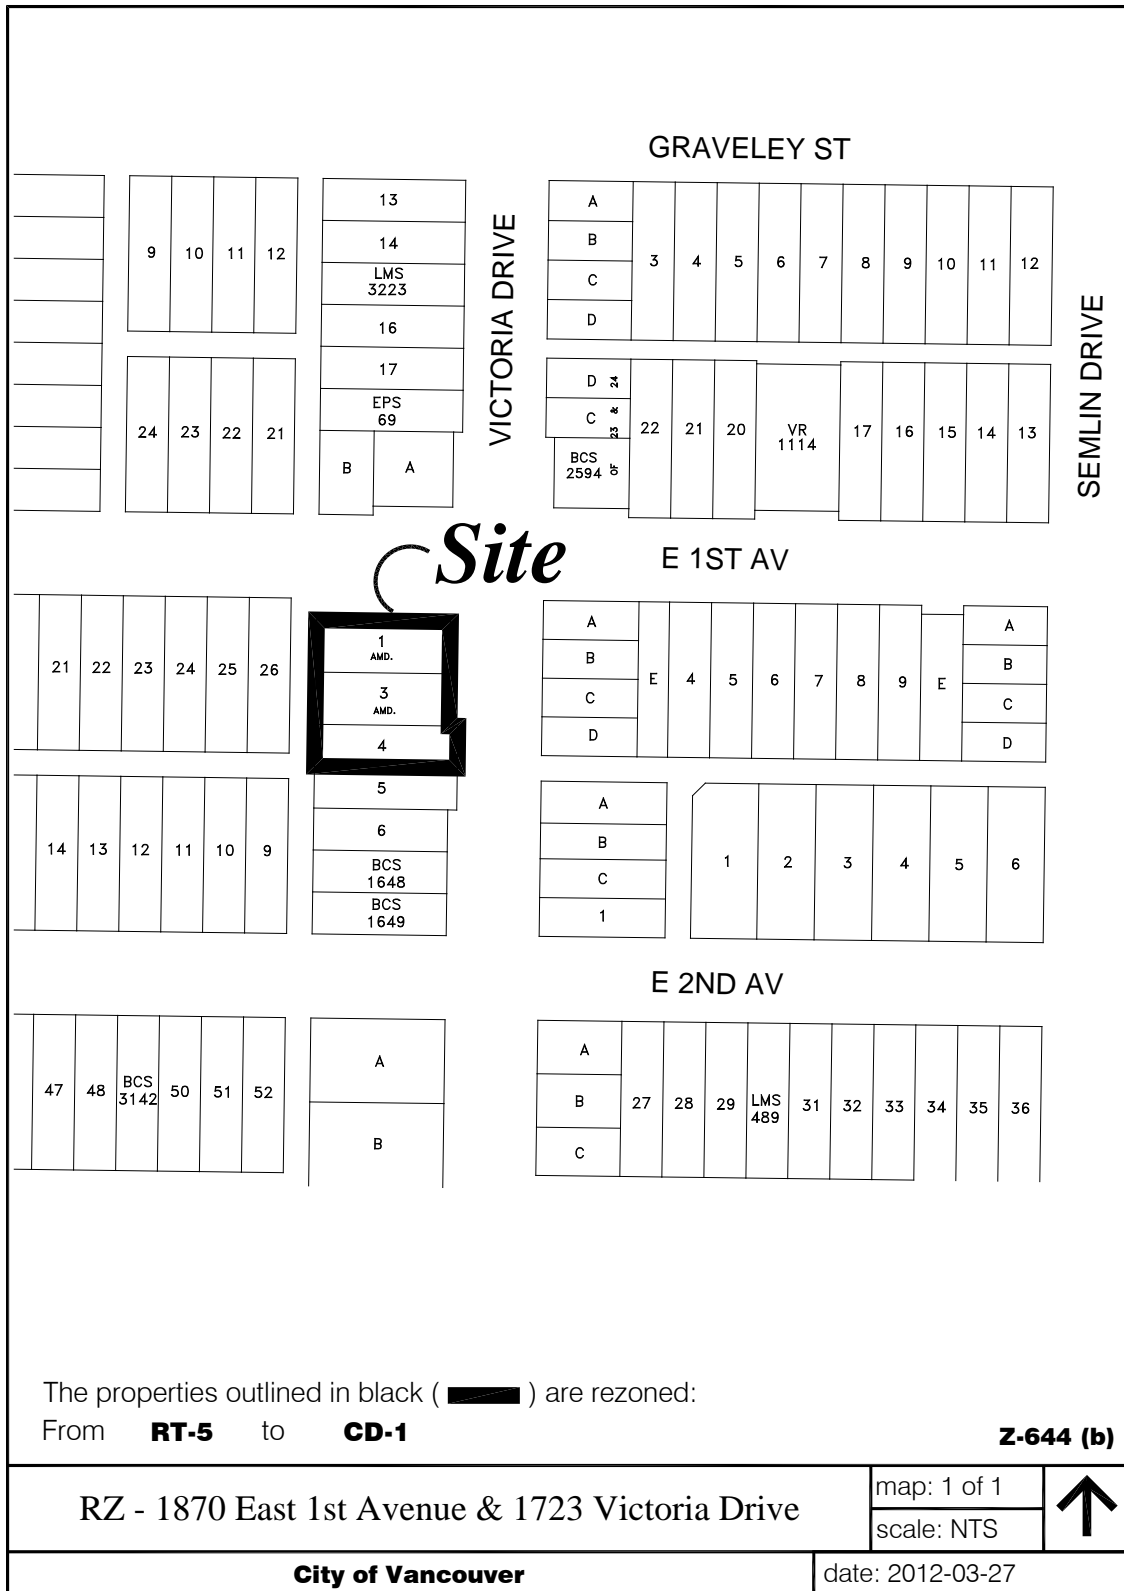 GRAVELEY ST
VICTORIA DRIVE
SEMLIN DRIVE
9 10 11 12
13
14
LMS
3223
16
17
EPS
69
B A
24 23 22 21
A
B
C
D
3 4 5 6 7 8 9 10 11 12
D
C
BCS
2594
OF 23 & 24
22 21 20
VR
1114
17 16 15 14 13
Site
E 1ST AV
21 22 23 24 25 26
1
AMD.
3
AMD.
4
5
6
BCS
1648
BCS
1649
A
B
C
D
E 4 5 6 7 8 9 E
A
B
C
D
14 13 12 11 10 9
A
B
C
1
1 2 3 4 5 6
E 2ND AV
47 48
BCS
3142
50 51 52
A
B
A
B
C
27 28 29
LMS
489
31 32 33 34 35 36
The properties outlined in black ( ) are rezoned:
From RT-5 to CD-1
Z-644 (b)
RZ - 1870 East 1st Avenue & 1723 Victoria Drive
map: 1 of 1
scale: NTS
City of Vancouver
date: 2012-03-27